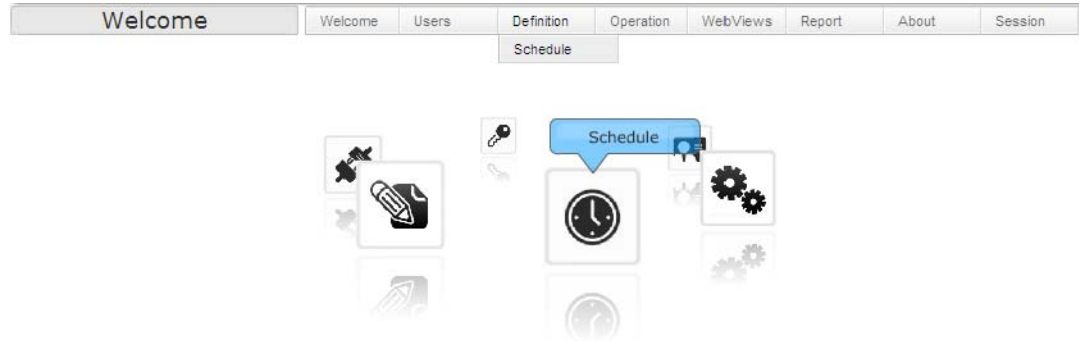 Welcome Welcome Users Definition Operation WebViews Report About Session
Schedule
Schedule